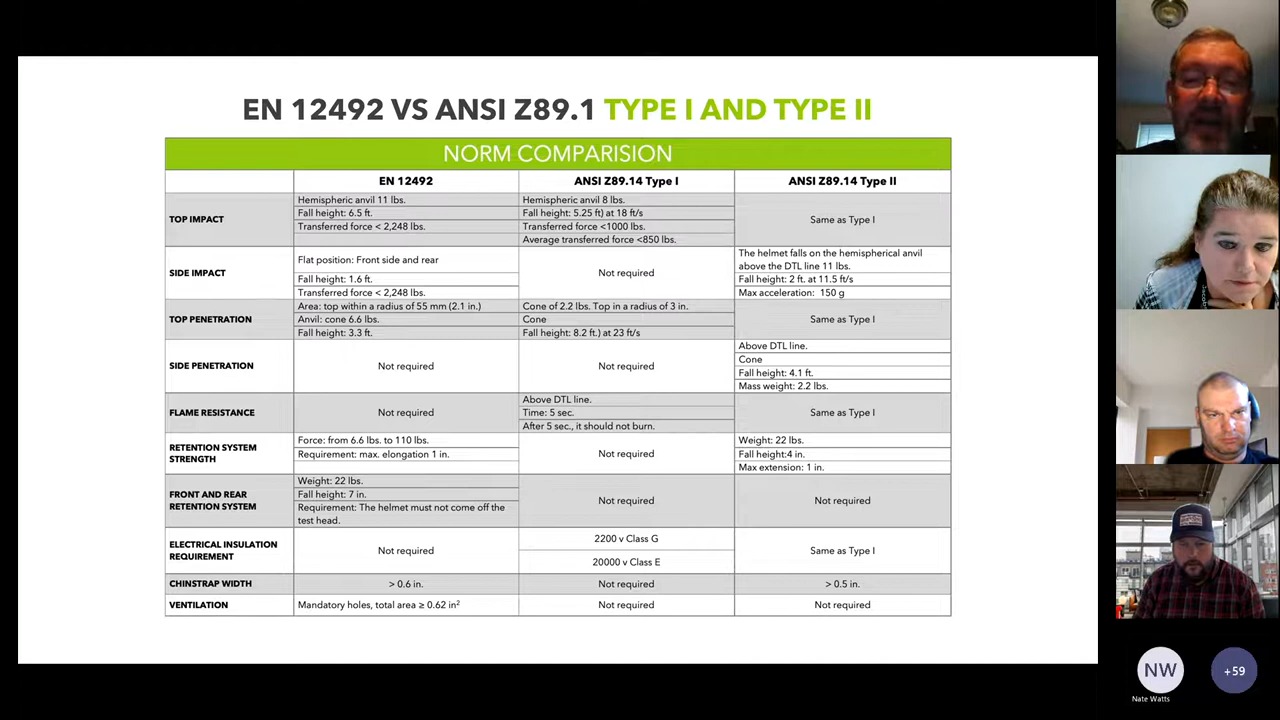 EN 12492 VS ANSI Z89.1 TYPE I AND TYPE II
NORM COMPARISION
EN 12492
ANSI Z89.14 Type I
ANSI Z89.14 Type II
TOP IMPACT
Hemispheric anvil 11 lbs.
Fall height: 6.5 ft.
Transferred force < 2,248 lbs.
Hemispheric anvil 8 lbs.
Fall height: 5.25 ft) at 18 ft/s
Transferred force <1000 lbs.
Average transferred force <850 lbs.
Same as Type I
SIDE IMPACT
Flat position: Front side and rear
Fall height: 1.6 ft.
Transferred force < 2,248 lbs.
Not required
The helmet falls on the hemispherical anvil
above the DTL line 11 lbs.
Fall height: 2 ft. at 11.5 ft/s
Max acceleration: 150 g
TOP PENETRATION
Area: top within a radius of 55 mm (2.1 in.)
Anvil: cone 6.6 lbs.
Fall height: 3.3 ft.
Cone of 2.2 lbs. Top in a radius of 3 in.
Cone
Fall height: 8.2 ft.) at 23 ft/s
Same as Type I
SIDE PENETRATION
Not required
Not required
Above DTL line.
Cone
Fall height: 4.1 ft.
Mass weight: 2.2 lbs.
FLAME RESISTANCE
Not required
Above DTL line.
Time: 5 sec.
After 5 sec., it should not burn.
Same as Type I
RETENTION SYSTEM
STRENGTH
Force: from 6.6 lbs. to 110 lbs.
Requirement: max. elongation 1 in.
Not required
Weight: 22 lbs.
Fall height:4 in.
Max extension: 1 in.
FRONT AND REAR
RETENTION SYSTEM
Weight: 22 lbs.
Fall height: 7 in.
Requirement: The helmet must not come off the
test head.
Not required
Not required
ELECTRICAL INSULATION
REQUIREMENT
Not required
2200 v Class G
20000 v Class E
Same as Type I
CHINSTRAP WIDTH
> 0.6 in.
Not required
> 0.5 in.
VENTILATION
Mandatory holes, total area ≥ 0.62 in²
Not required
Not required
NW
Nate Watts
+59